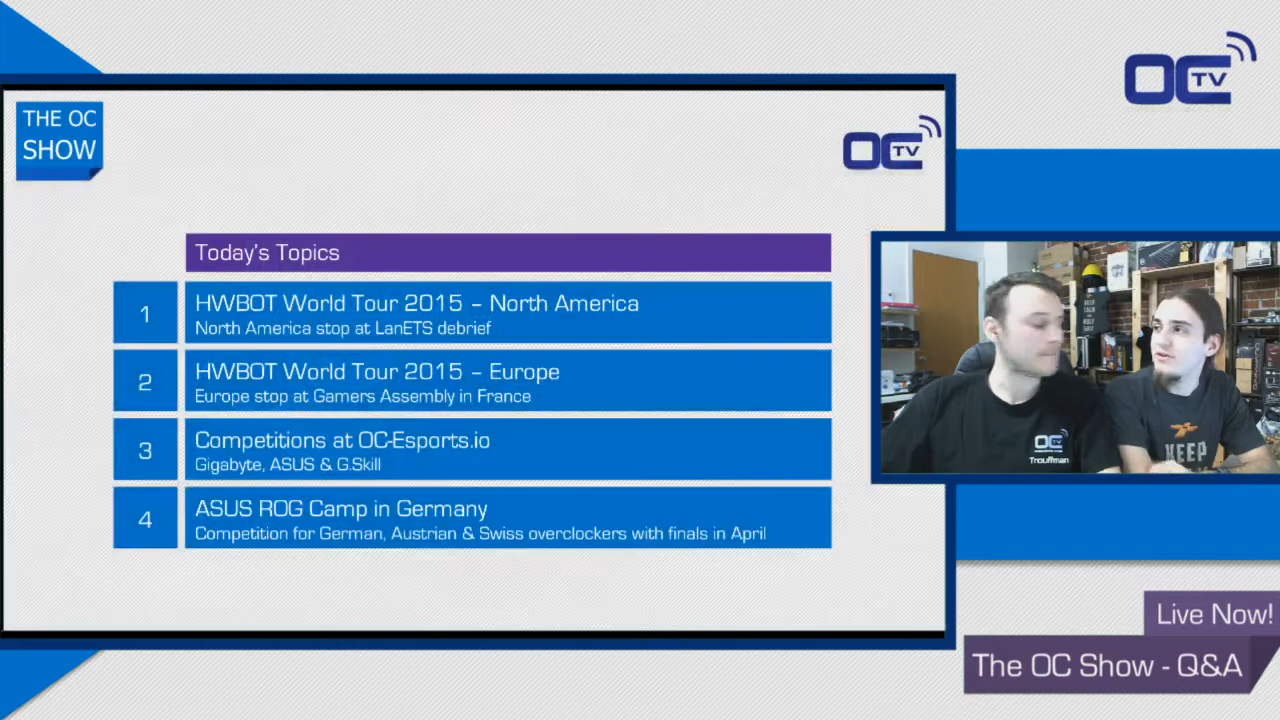 OC TV
THE OC
SHOW
OC TV
Today's Topics
1
HWBOT World Tour 2015 – North America
North America stop at LanETS debrief
2
HWBOT World Tour 2015 – Europe
Europe stop at Gamers Assembly in France
3
Competitions at OC-Esports.io
Gigabyte, ASUS & G.Skill
4
ASUS ROG Camp in Germany
Competition for German, Austrian & Swiss overclockers with finals in April
OC TV
Trouffman
KEEP
Live Now!
The OC Show - Q&A